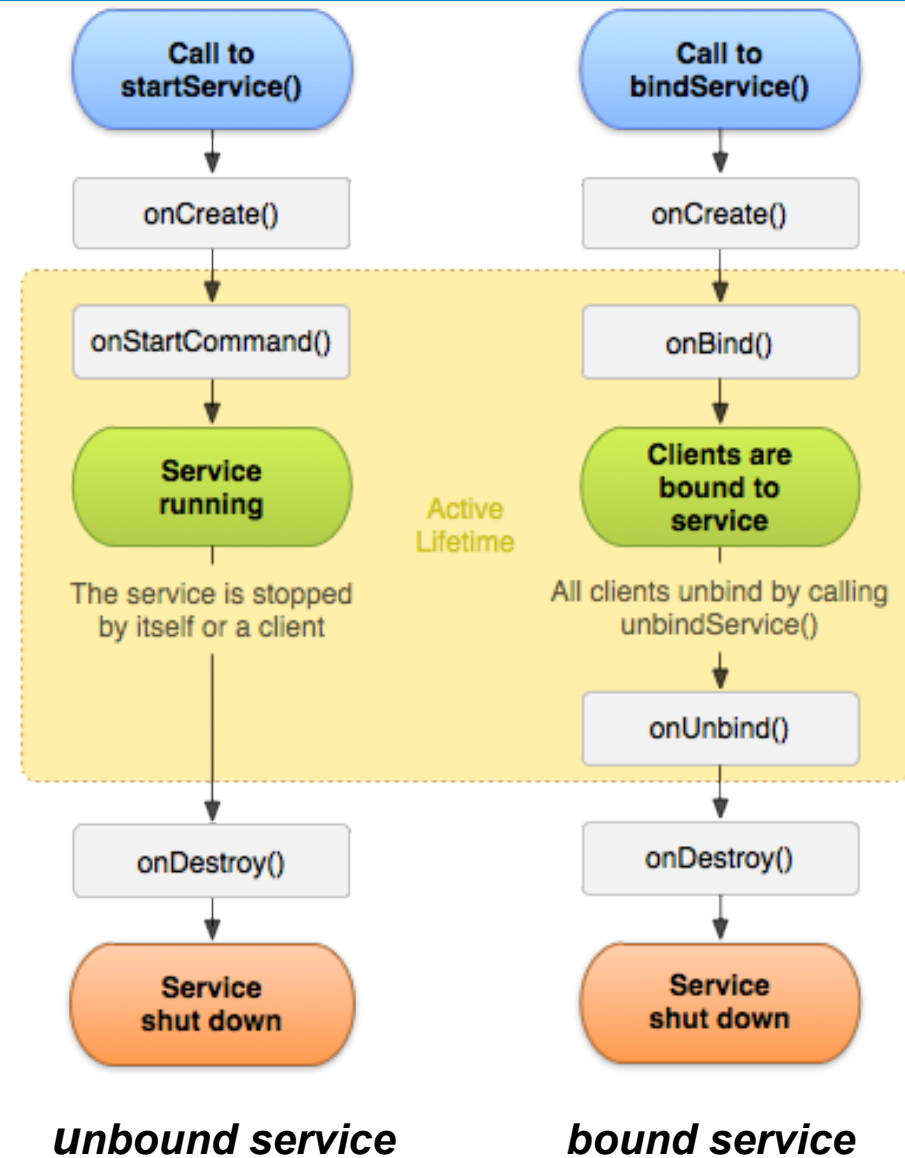 Call to
startService()
onCreate()
onStartCommand()
Service
running
The service is stopped
by itself or a client
onDestroy()
Service
shut down
unbound service
Active
Lifetime
Call to
bindService()
onCreate()
onBind()
Clients are
bound to
service
All clients unbind by calling
unbindService()
onUnbind()
onDestroy()
Service
shut down
bound service